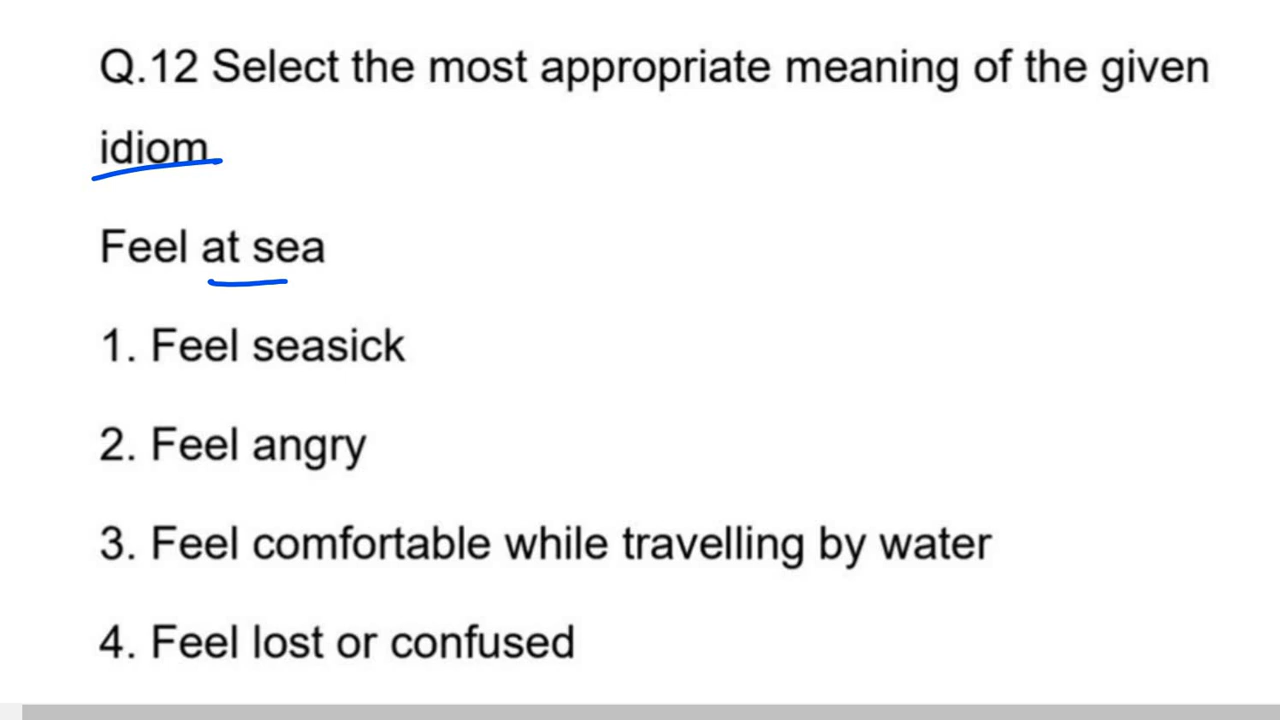 Q.12 Select the most appropriate meaning of the given
idiom
Feel at sea
1. Feel seasick
2. Feel angry
3. Feel comfortable while travelling by water
4. Feel lost or confused